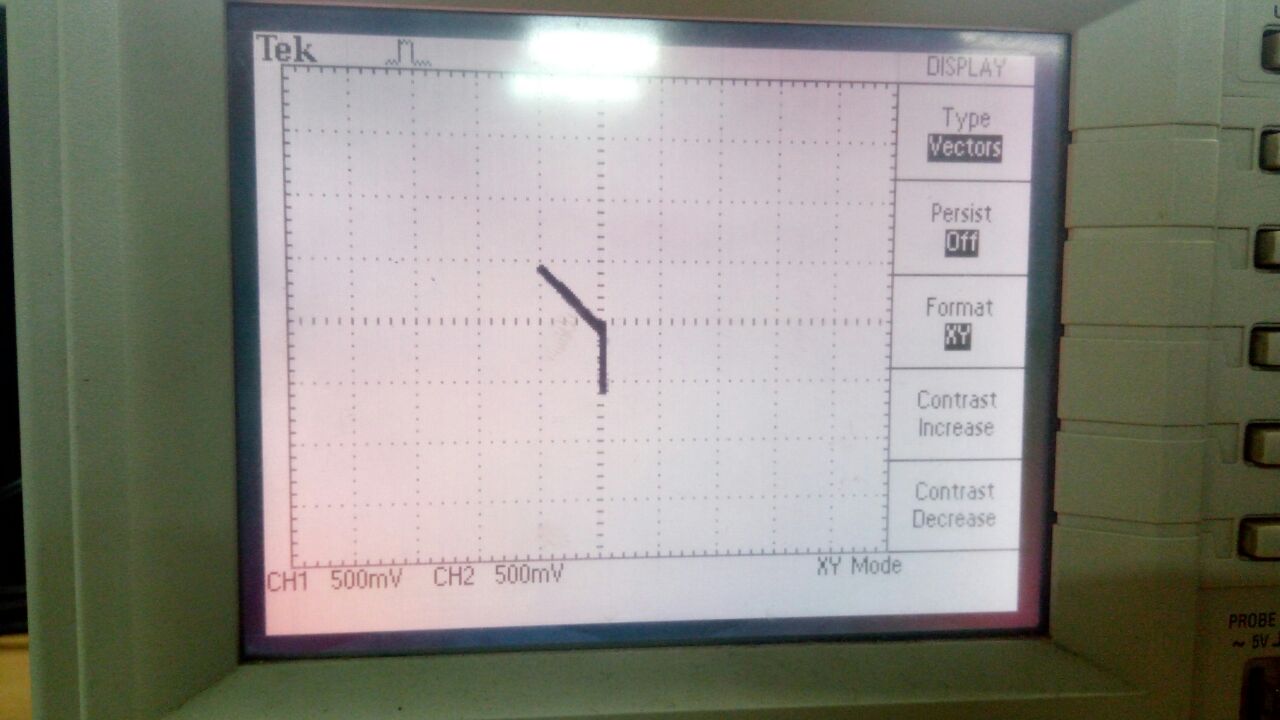 Tek
DISPLAY
Type
Vectors
Persist
Off
Format
XY
Contrast
Increase
Contrast
Decrease
CH1 500mV CH2 500mV XY Mode
PROBE
~ 5V